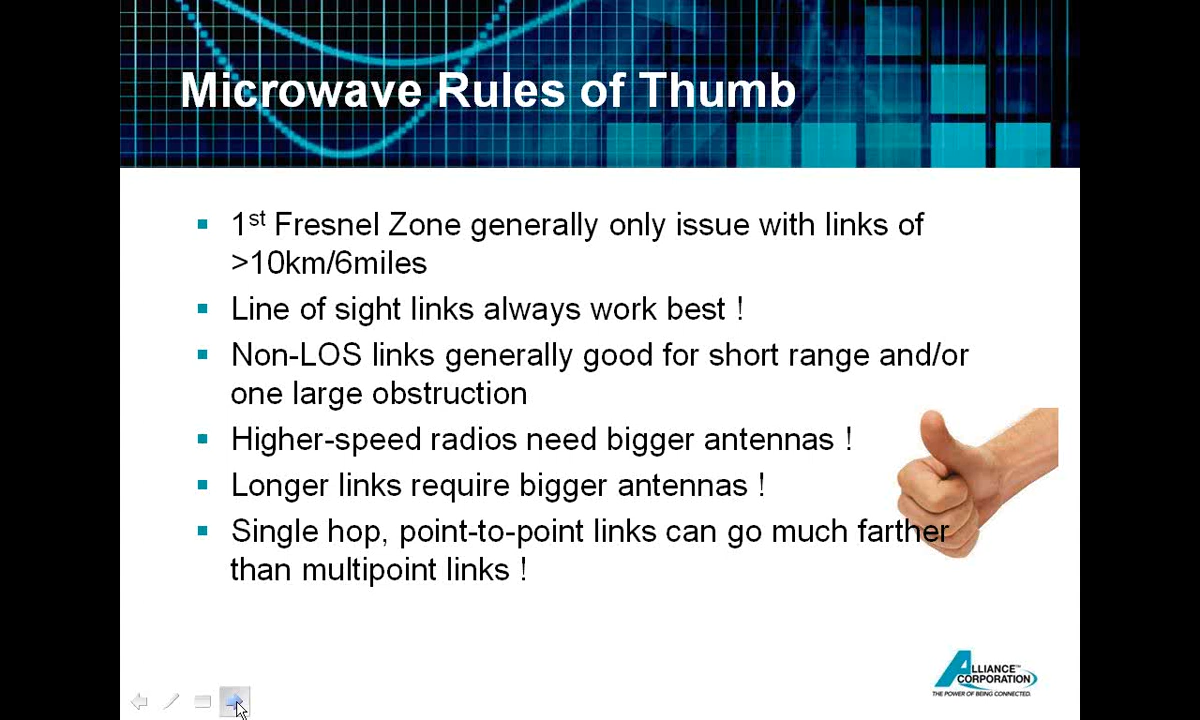 Microwave Rules of Thumb
1st Fresnel Zone generally only issue with links of
>10km/6miles
Line of sight links always work best !
Non-LOS links generally good for short range and/or
one large obstruction
Higher-speed radios need bigger antennas !
Longer links require bigger antennas !
Single hop, point-to-point links can go much farther
than multipoint links !
ALLIANCE™
CORPORATION
THE POWER OF BEING CONNECTED.